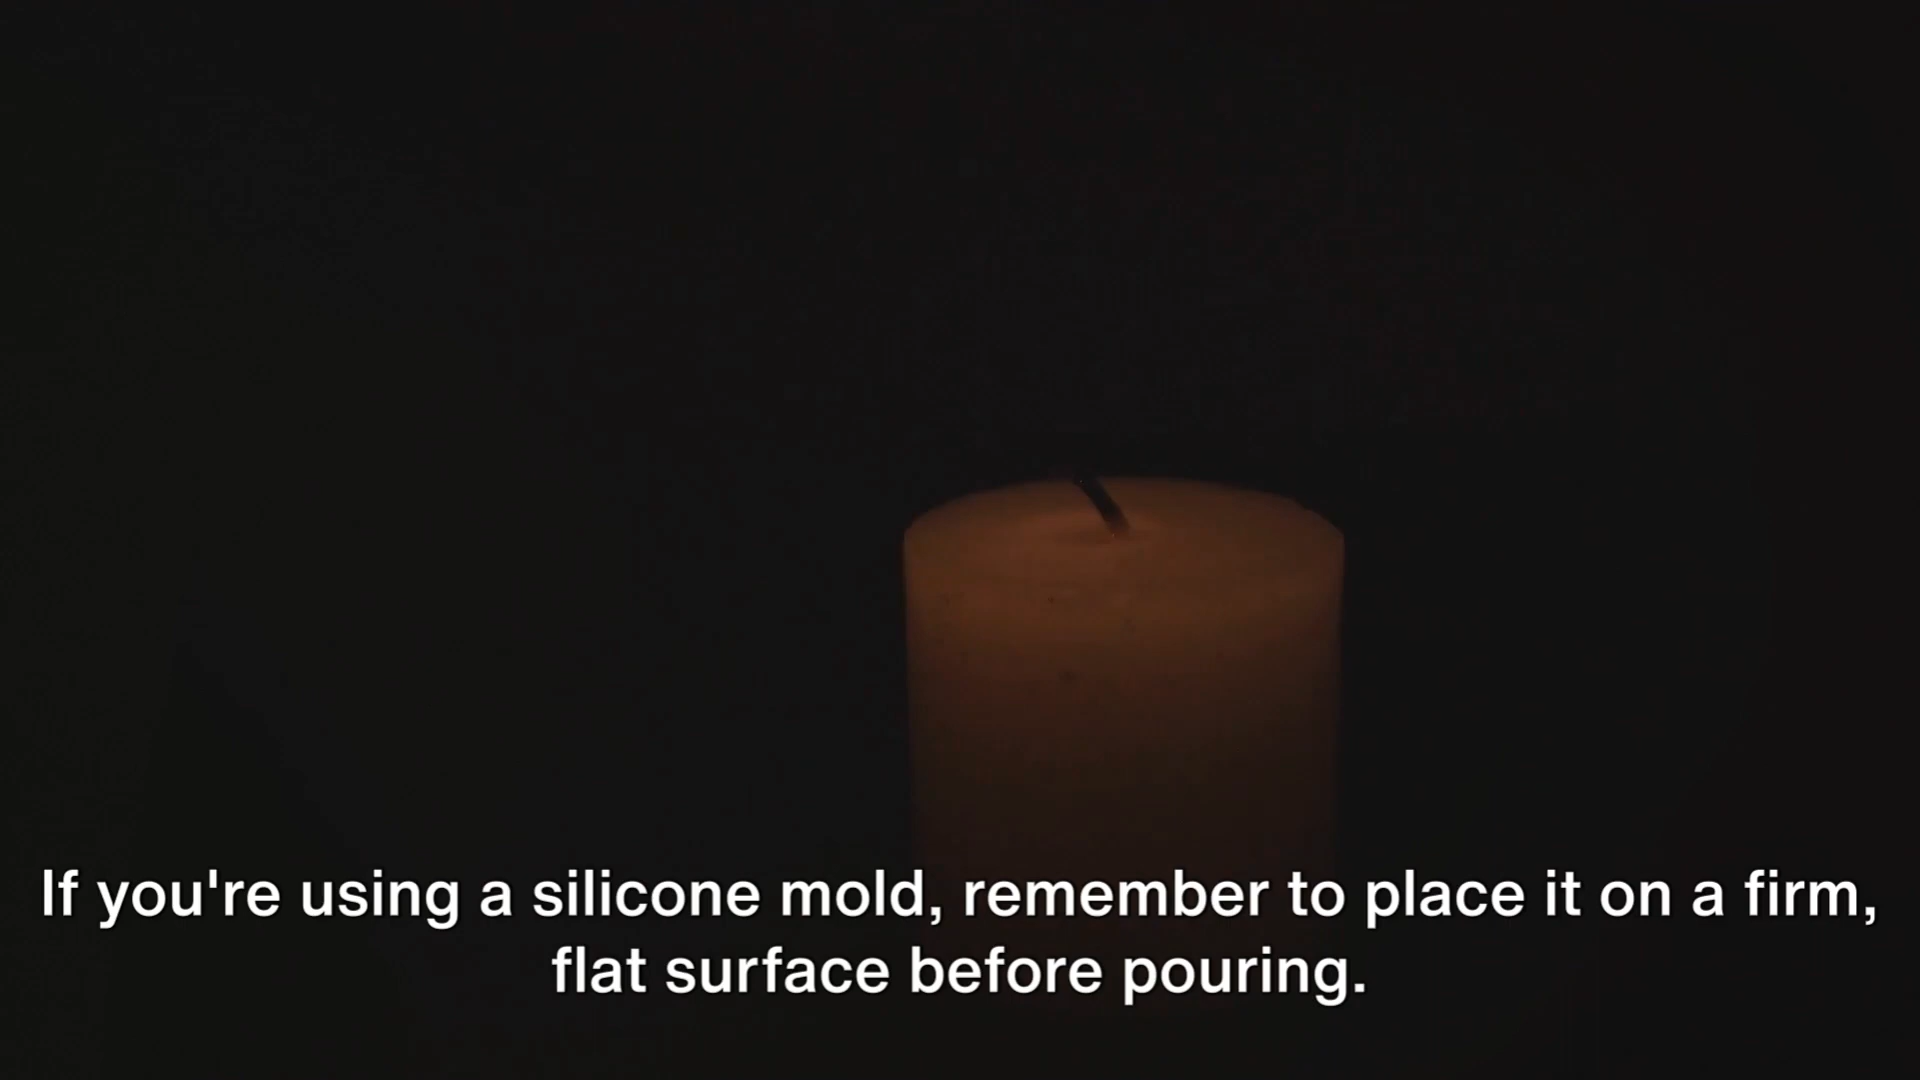 If you're using a silicone mold, remember to place it on a firm,
flat surface before pouring.